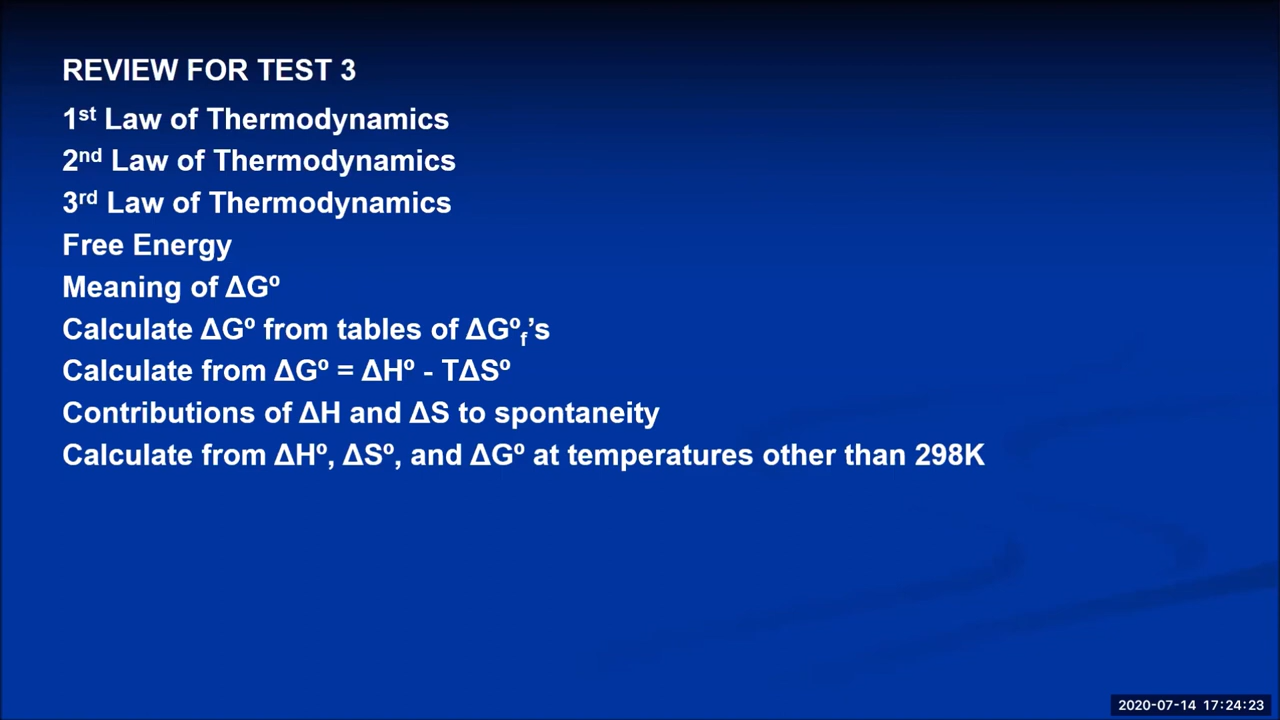 REVIEW FOR TEST 3
1st Law of Thermodynamics
2nd Law of Thermodynamics
3rd Law of Thermodynamics
Free Energy
Meaning of ΔGº
Calculate ΔGº from tables of ΔGºf’s
Calculate from ΔGº = ΔHº - TΔSº
Contributions of ΔH and ΔS to spontaneity
Calculate from ΔHº, ΔSº, and ΔGº at temperatures other than 298K
2020-07-14 17:24:23